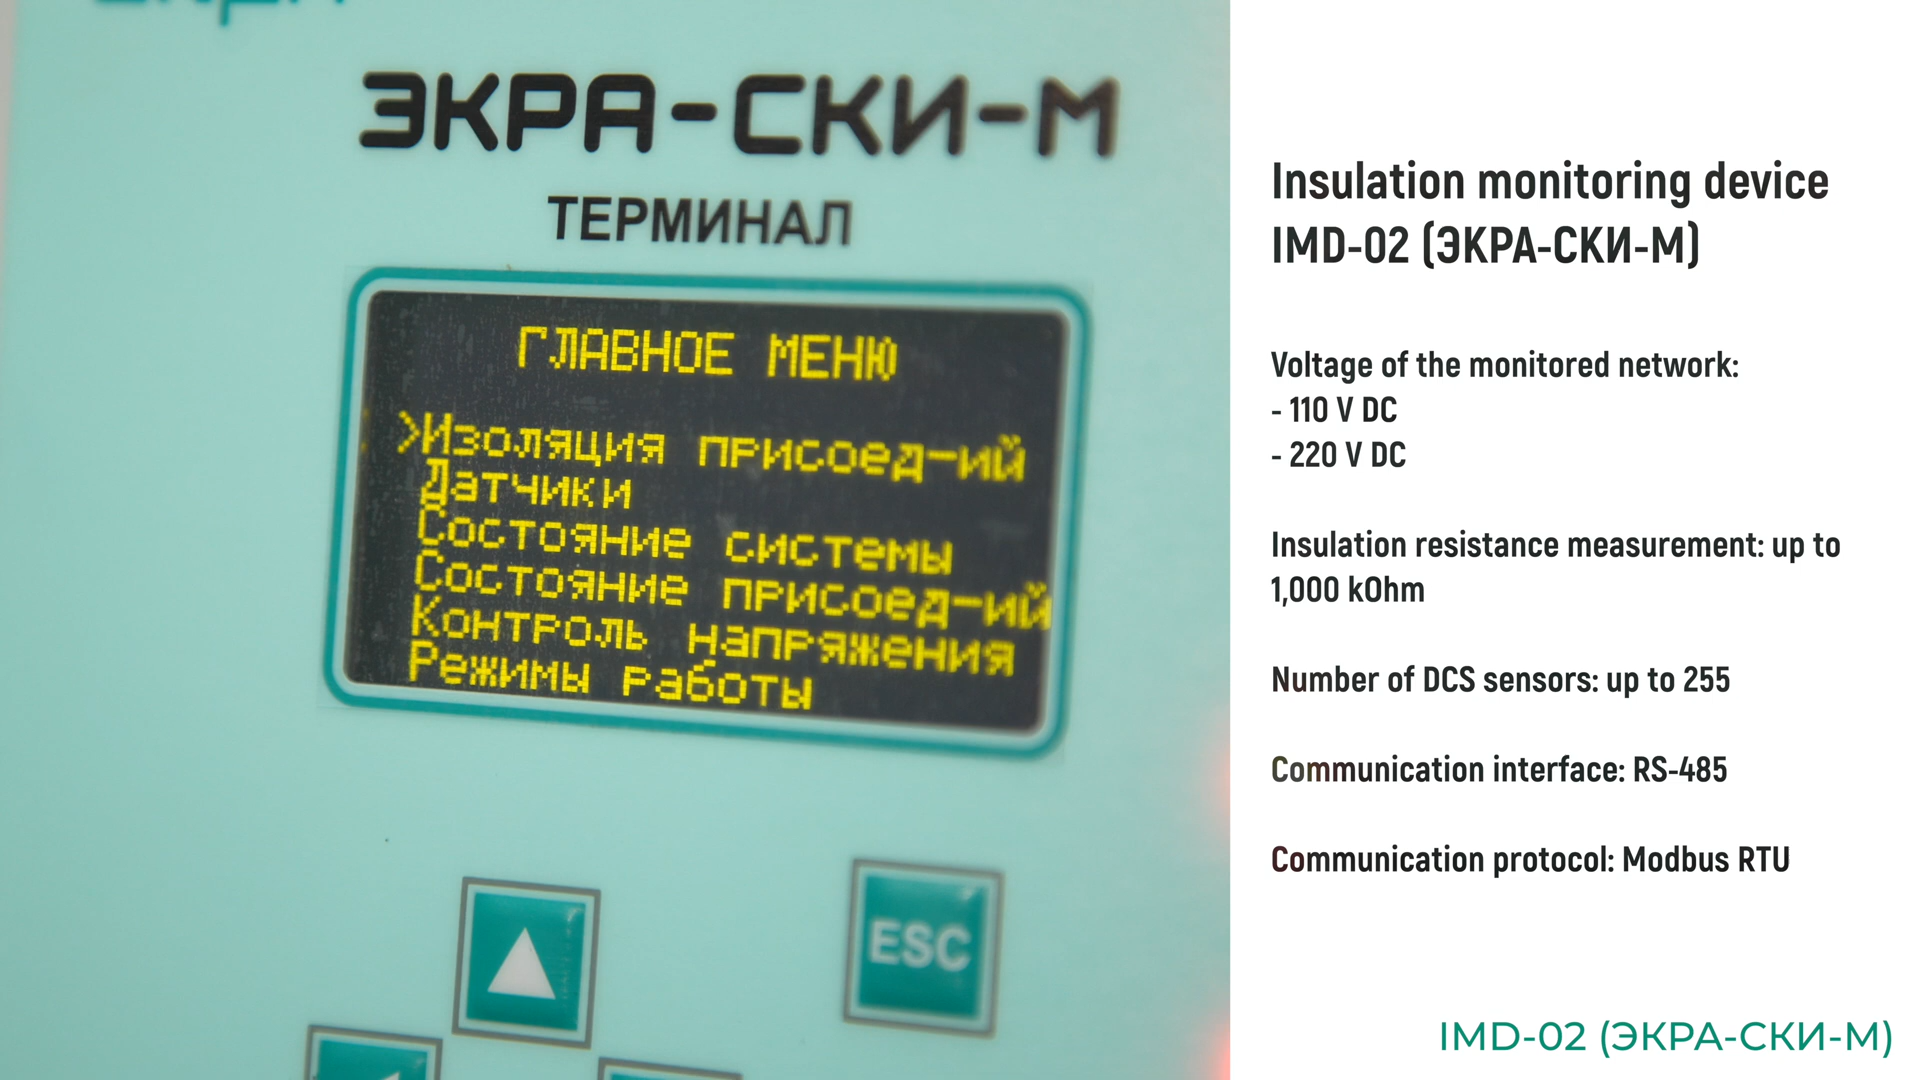 ЭКРА-СКИ-М
ТЕРМИНАЛ
ГЛАВНОЕ МЕНЮ
>Изоляция присоед-ий
Датчики
Состояние системы
Состояние присоед-ий
Контроль напряжения
Режимы работы
ESC
Insulation monitoring device
IMD-02 (ЭКРА-СКИ-М)
Voltage of the monitored network:
- 110 V DC
- 220 V DC
Insulation resistance measurement: up to
1,000 kOhm
Number of DCS sensors: up to 255
Communication interface: RS-485
Communication protocol: Modbus RTU
IMD-02 (ЭКРА-СКИ-М)